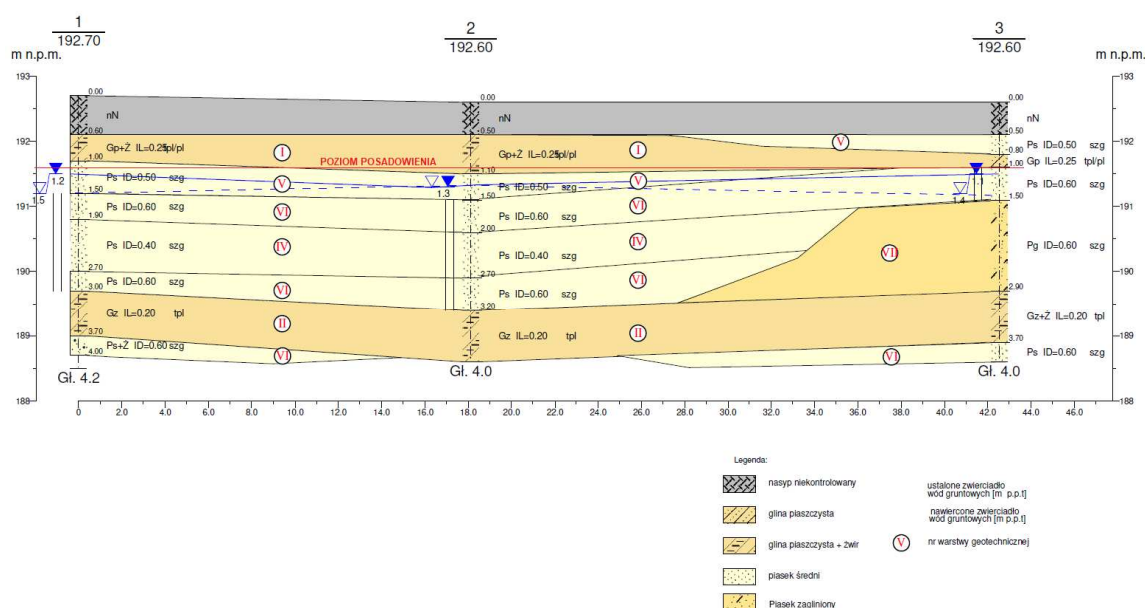 1
192.70
2
192.60
3
192.60
m n.p.m.
m n.p.m.
193
193
0.00
0.00
0.00
nN
nN
nN
192
192
0.60
0.50
0.50
Gp+Ż IL=0.25tpl/pl
I
Gp+Ż IL=0.25tpl/pl
I
V
Ps ID=0.50 szg
0.80
Gp IL=0.25 tpl/pl
1.00
1.00
POZIOM POSADOWIENIA
1.10
1.2
Ps ID=0.50 szg
V
1.3
Ps ID=0.50 szg
V
1.1
Ps ID=0.60 szg
1.5
1.50
1.50
1.4
1.50
191
191
Ps ID=0.60 szg
VI
Ps ID=0.60 szg
VI
1.90
2.00
Ps ID=0.40 szg
IV
Ps ID=0.40 szg
IV
VII
Pg ID=0.60 szg
190
190
2.70
2.70
Ps ID=0.60 szg
VI
Ps ID=0.60 szg
VI
3.00
3.20
2.90
Gz IL=0.20 tpl
II
Gz IL=0.20 tpl
II
Gz+Ż IL=0.20 tpl
189
189
3.70
3.70
Ps+Ż ID=0.60 szg
VI
VI
Ps ID=0.60 szg
4.00
Gł. 4.2
Gł. 4.0
Gł. 4.0
188
188
0.0 2.0 4.0 6.0 8.0 10.0 12.0 14.0 16.0 18.0 20.0 22.0 24.0 26.0 28.0 30.0 32.0 34.0 36.0 38.0 40.0 42.0 44.0 46.0
Legenda:
nasyp niekontrolowany
ustalone zwierciadło
wód gruntowych [m p.p.t]
glina piaszczysta
nawiercone zwierciadło
wód gruntowych [m p.p.t]
glina piaszczysta + żwir
V
nr warstwy geotechnicznej
piasek średni
Piasek zagliniony